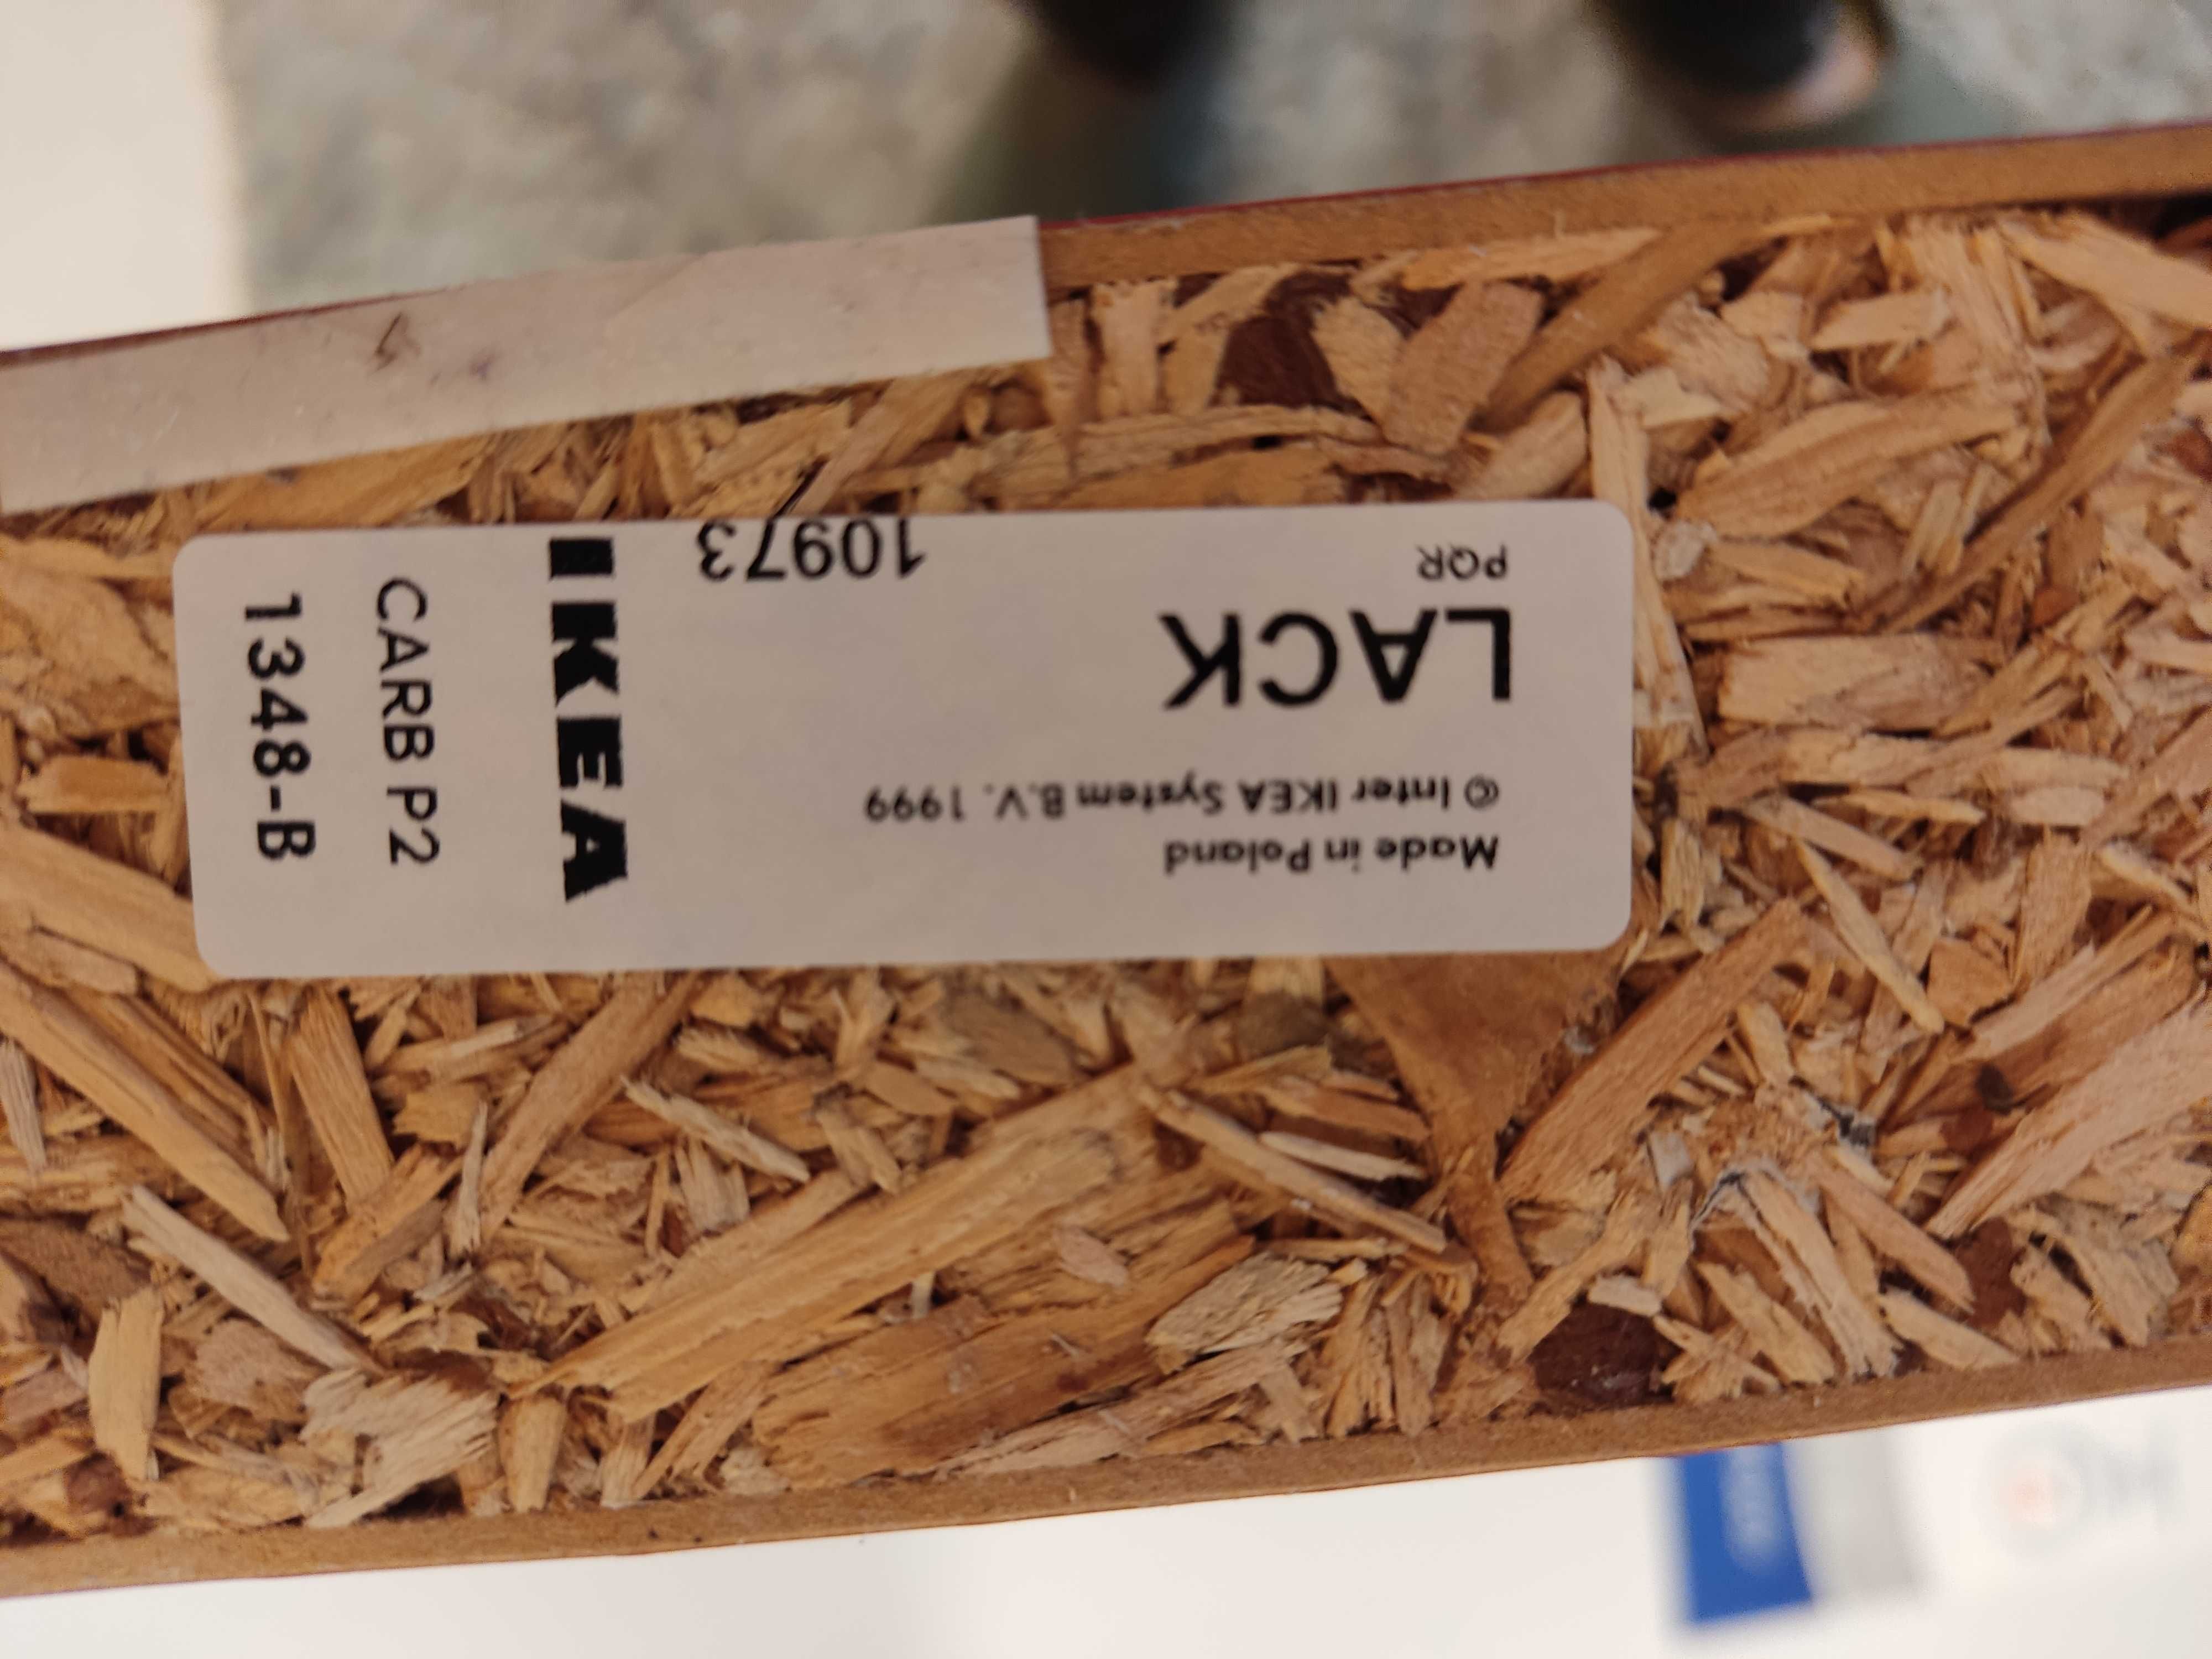 Made in Poland
© Inter IKEA System B.V. 1999
LACK
PQR
10973
IKEA
CARB P2
1348-B